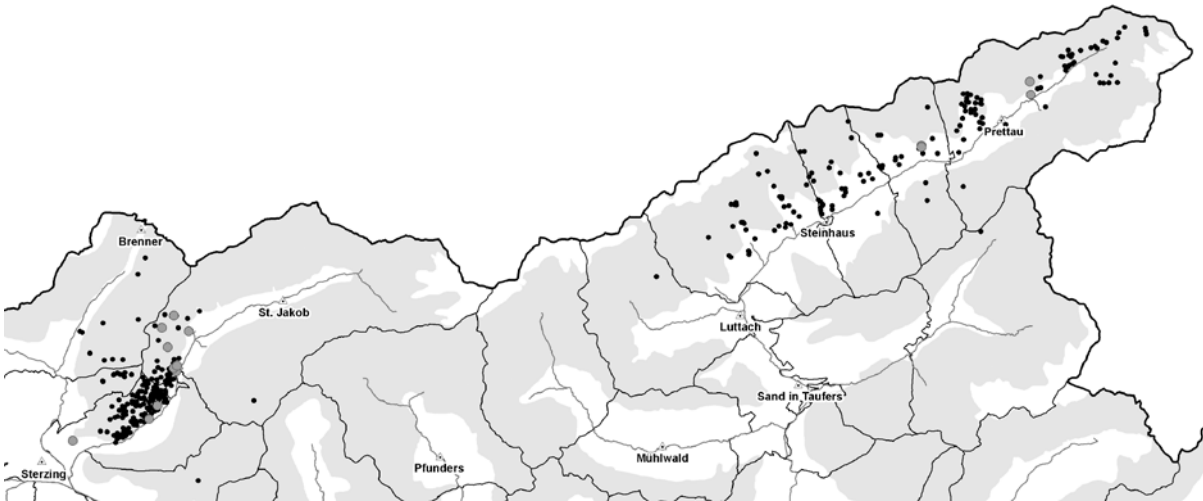 Prettau
Steinhaus
Brenner
St. Jakob
Luttach
Sand in Taufers
Mühlwald
Pfunders
Sterzing